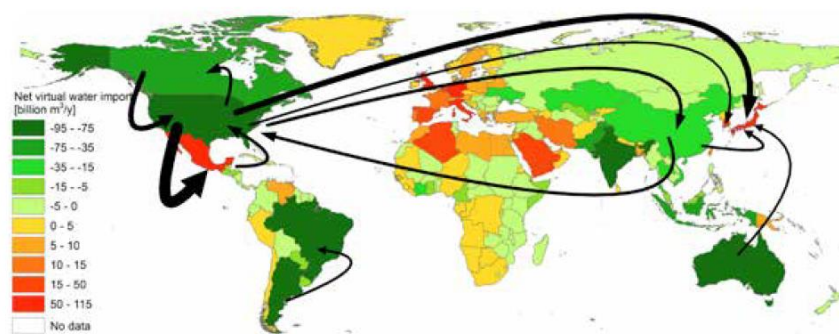 Net virtual water import
[billion m³/y]
-95 - -75
-75 - -35
-35 - -15
-15 - -5
-5 - 0
0 - 5
5 - 10
10 - 15
15 - 50
50 - 115
No data